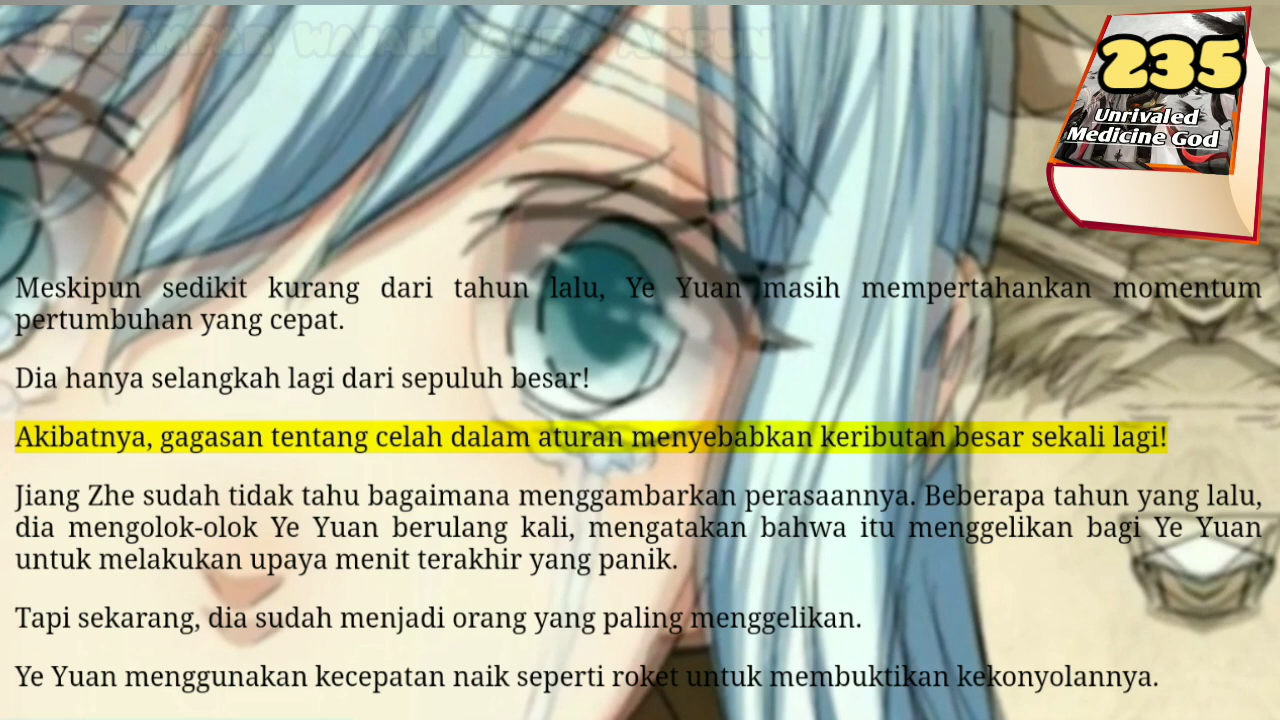 235
Unrivaled
Medicine God
Meskipun sedikit kurang dari tahun lalu, Ye Yuan masih mempertahankan momentum
pertumbuhan yang cepat.
Dia hanya selangkah lagi dari sepuluh besar!
Akibatnya, gagasan tentang celah dalam aturan menyebabkan keributan besar sekali lagi!
Jiang Zhe sudah tidak tahu bagaimana menggambarkan perasaannya. Beberapa tahun yang lalu,
dia mengolok-olok Ye Yuan berulang kali, mengatakan bahwa itu menggelikan bagi Ye Yuan
untuk melakukan upaya menit terakhir yang panik.
Tapi sekarang, dia sudah menjadi orang yang paling menggelikan.
Ye Yuan menggunakan kecepatan naik seperti roket untuk membuktikan kekonyolannya.